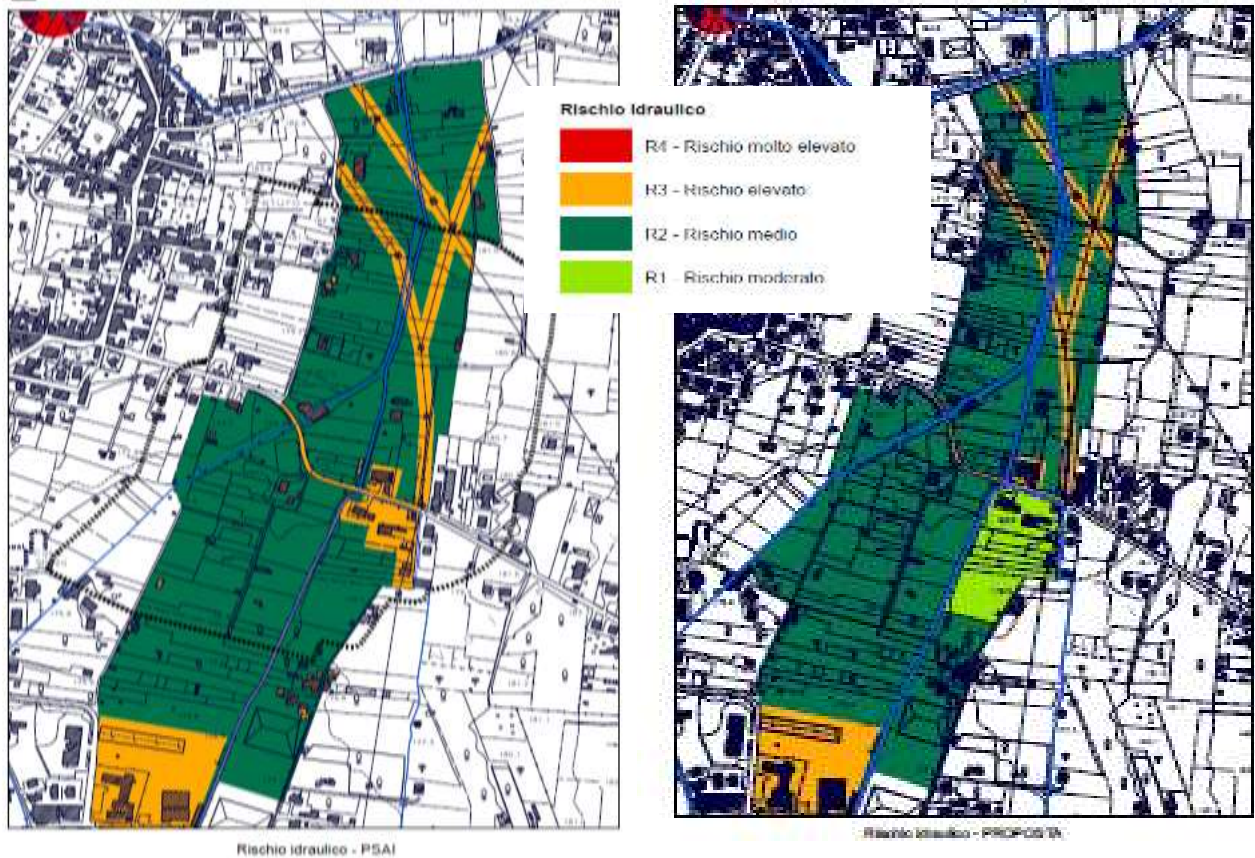 Rischio Idraulico
R4 - Rischio molto elevato
R3 - Rischio elevato
R2 - Rischio medio
R1 - Rischio moderato
Rischio idraulico - PSAI
Rischio idraulico - PROPOSTA